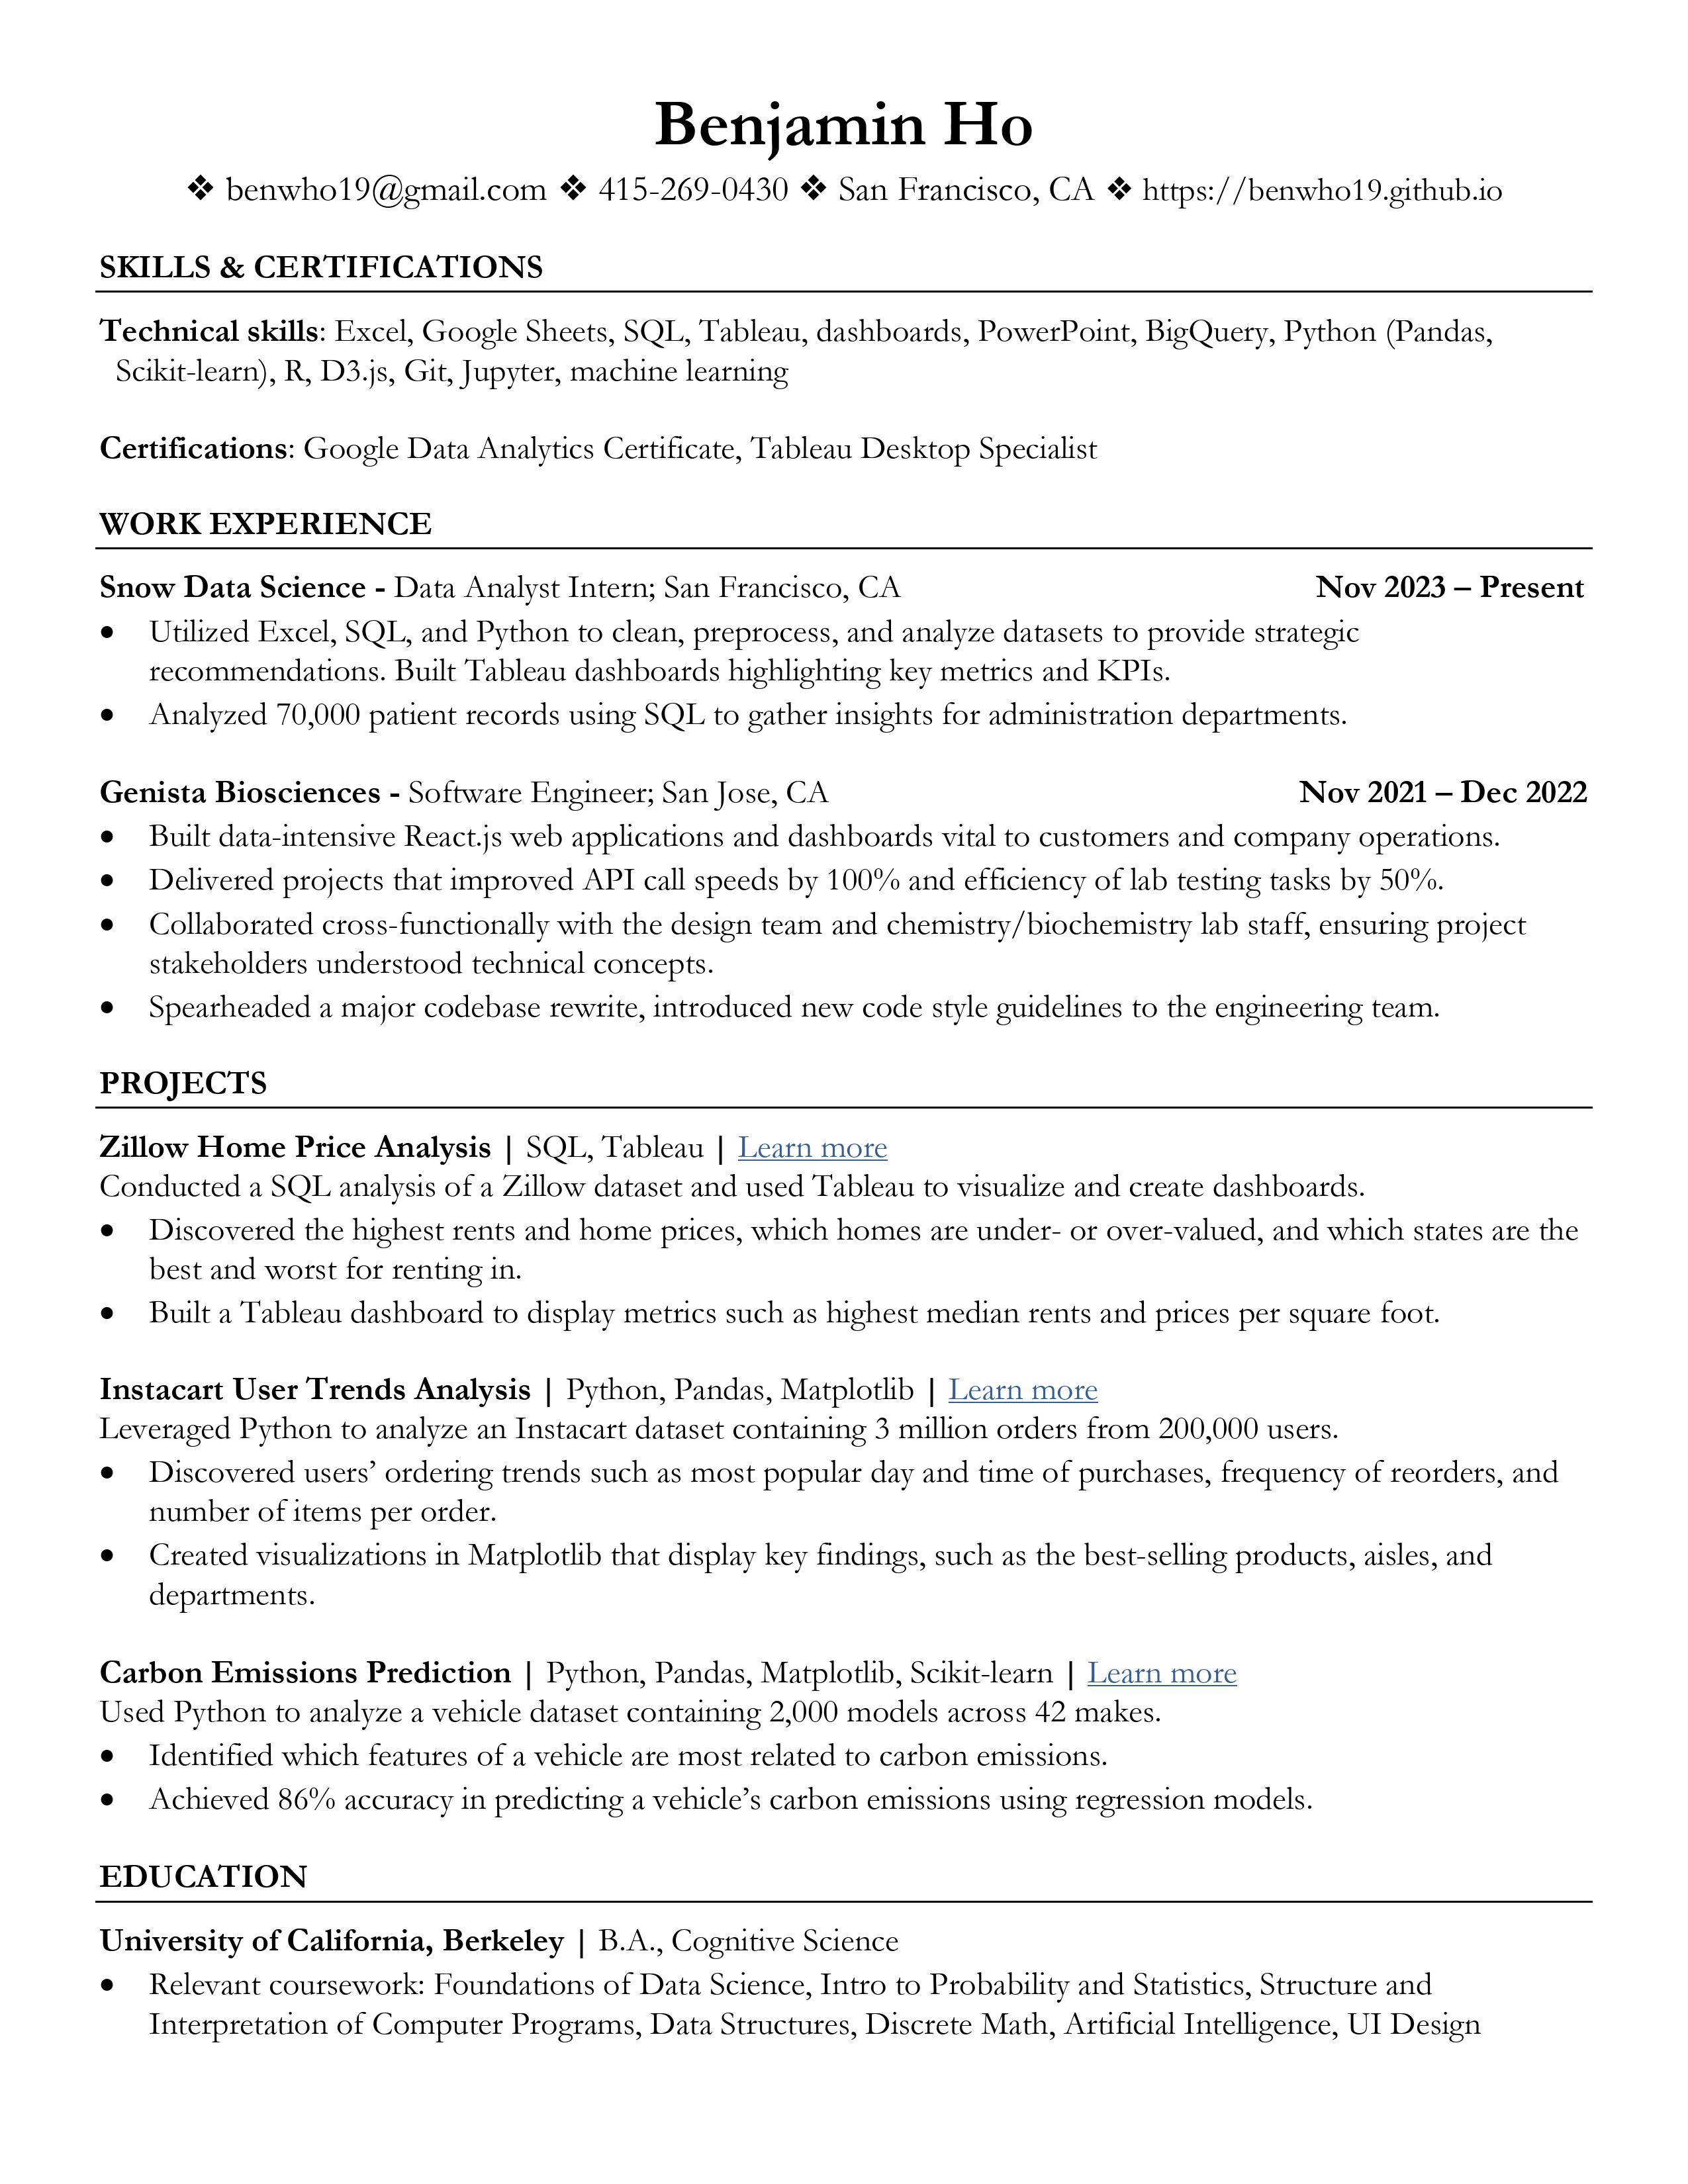 Benjamin Ho
❖ benwho19@gmail.com ❖ 415-269-0430 ❖ San Francisco, CA ❖ https://benwho19.github.io
SKILLS & CERTIFICATIONS
Technical skills: Excel, Google Sheets, SQL, Tableau, dashboards, PowerPoint, BigQuery, Python (Pandas,
Scikit-learn), R, D3.js, Git, Jupyter, machine learning
Certifications: Google Data Analytics Certificate, Tableau Desktop Specialist
WORK EXPERIENCE
Snow Data Science - Data Analyst Intern; San Francisco, CA Nov 2023 – Present
• Utilized Excel, SQL, and Python to clean, preprocess, and analyze datasets to provide strategic
recommendations. Built Tableau dashboards highlighting key metrics and KPIs.
• Analyzed 70,000 patient records using SQL to gather insights for administration departments.
Genista Biosciences - Software Engineer; San Jose, CA Nov 2021 – Dec 2022
• Built data-intensive React.js web applications and dashboards vital to customers and company operations.
• Delivered projects that improved API call speeds by 100% and efficiency of lab testing tasks by 50%.
• Collaborated cross-functionally with the design team and chemistry/biochemistry lab staff, ensuring project
stakeholders understood technical concepts.
• Spearheaded a major codebase rewrite, introduced new code style guidelines to the engineering team.
PROJECTS
Zillow Home Price Analysis | SQL, Tableau | Learn more
Conducted a SQL analysis of a Zillow dataset and used Tableau to visualize and create dashboards.
• Discovered the highest rents and home prices, which homes are under- or over-valued, and which states are the
best and worst for renting in.
• Built a Tableau dashboard to display metrics such as highest median rents and prices per square foot.
Instacart User Trends Analysis | Python, Pandas, Matplotlib | Learn more
Leveraged Python to analyze an Instacart dataset containing 3 million orders from 200,000 users.
• Discovered users’ ordering trends such as most popular day and time of purchases, frequency of reorders, and
number of items per order.
• Created visualizations in Matplotlib that display key findings, such as the best-selling products, aisles, and
departments.
Carbon Emissions Prediction | Python, Pandas, Matplotlib, Scikit-learn | Learn more
Used Python to analyze a vehicle dataset containing 2,000 models across 42 makes.
• Identified which features of a vehicle are most related to carbon emissions.
• Achieved 86% accuracy in predicting a vehicle’s carbon emissions using regression models.
EDUCATION
University of California, Berkeley | B.A., Cognitive Science
• Relevant coursework: Foundations of Data Science, Intro to Probability and Statistics, Structure and
Interpretation of Computer Programs, Data Structures, Discrete Math, Artificial Intelligence, UI Design